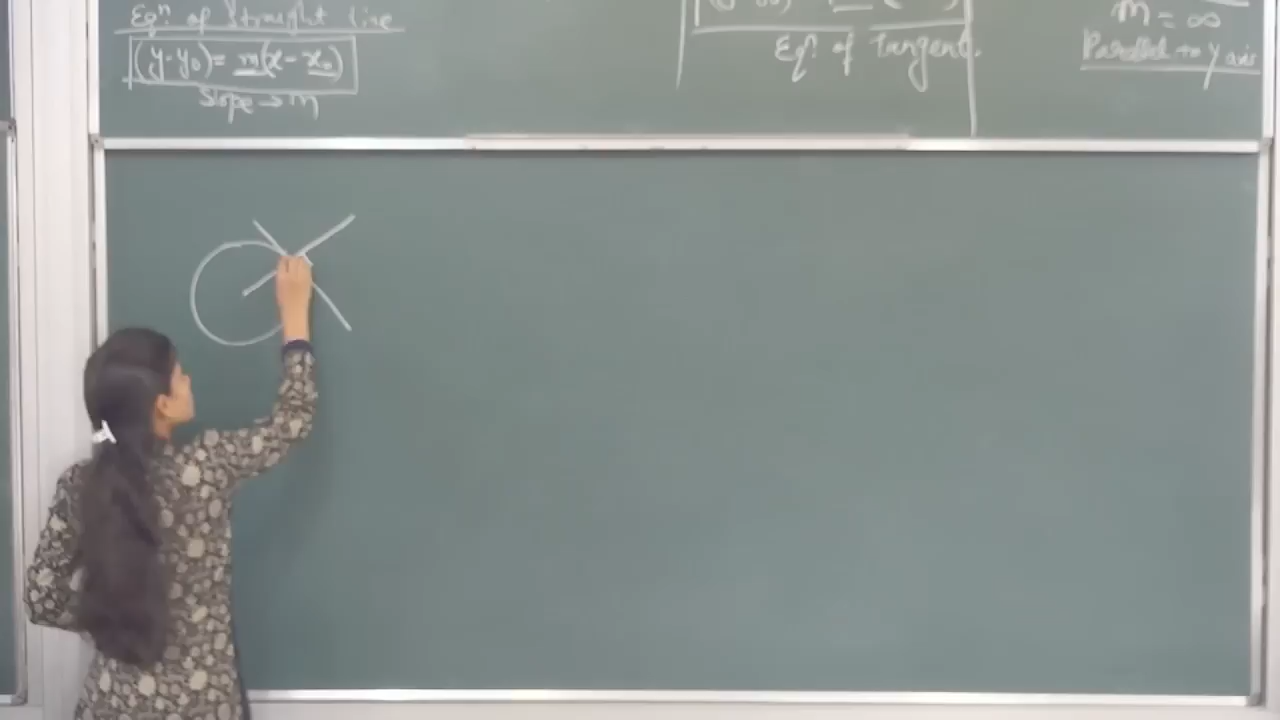 Eqⁿ of Straight line
(y-y₀)= m(x-x₀)
Slope → m
Eqⁿ of Tangent.
m = ∞
Parallel to y axis